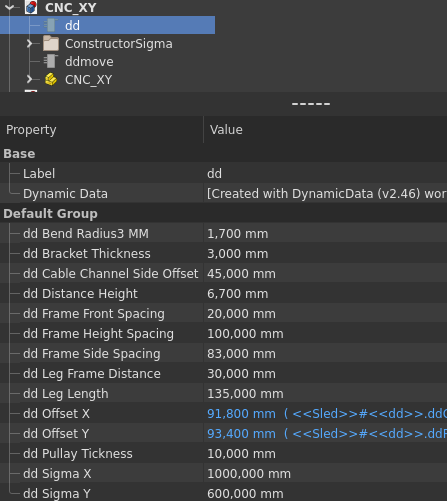 CNC_XY
dd
ConstructorSigma
ddmove
CNC_XY
Property Value
Base
Label dd
Dynamic Data [Created with DynamicData (v2.46) wor
Default Group
dd Bend Radius3 MM 1,700 mm
dd Bracket Thickness 3,000 mm
dd Cable Channel Side Offset 45,000 mm
dd Distance Height 6,700 mm
dd Frame Front Spacing 20,000 mm
dd Frame Height Spacing 100,000 mm
dd Frame Side Spacing 83,000 mm
dd Leg Frame Distance 30,000 mm
dd Leg Length 135,000 mm
dd Offset X 91,800 mm ( <<Sled>>#<<dd>>.dd
dd Offset Y 93,400 mm ( <<Sled>>#<<dd>>.dd
dd Pullay Tickness 10,000 mm
dd Sigma X 1000,000 mm
dd Sigma Y 600,000 mm